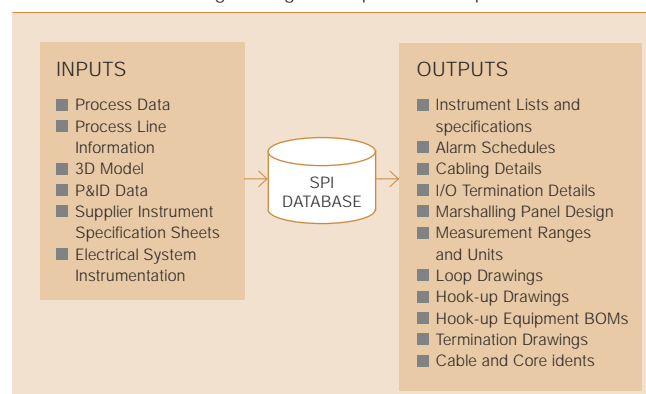 INPUTS
Process Data
Process Line
Information
3D Model
P&ID Data
Supplier Instrument
Specification Sheets
Electrical System
Instrumentation
SPI
DATABASE
OUTPUTS
Instrument Lists and
specifications
Alarm Schedules
Cabling Details
I/O Termination Details
Marshalling Panel Design
Measurement Ranges
and Units
Loop Drawings
Hook-up Drawings
Hook-up Equipment BOMs
Termination Drawings
Cable and Core idents